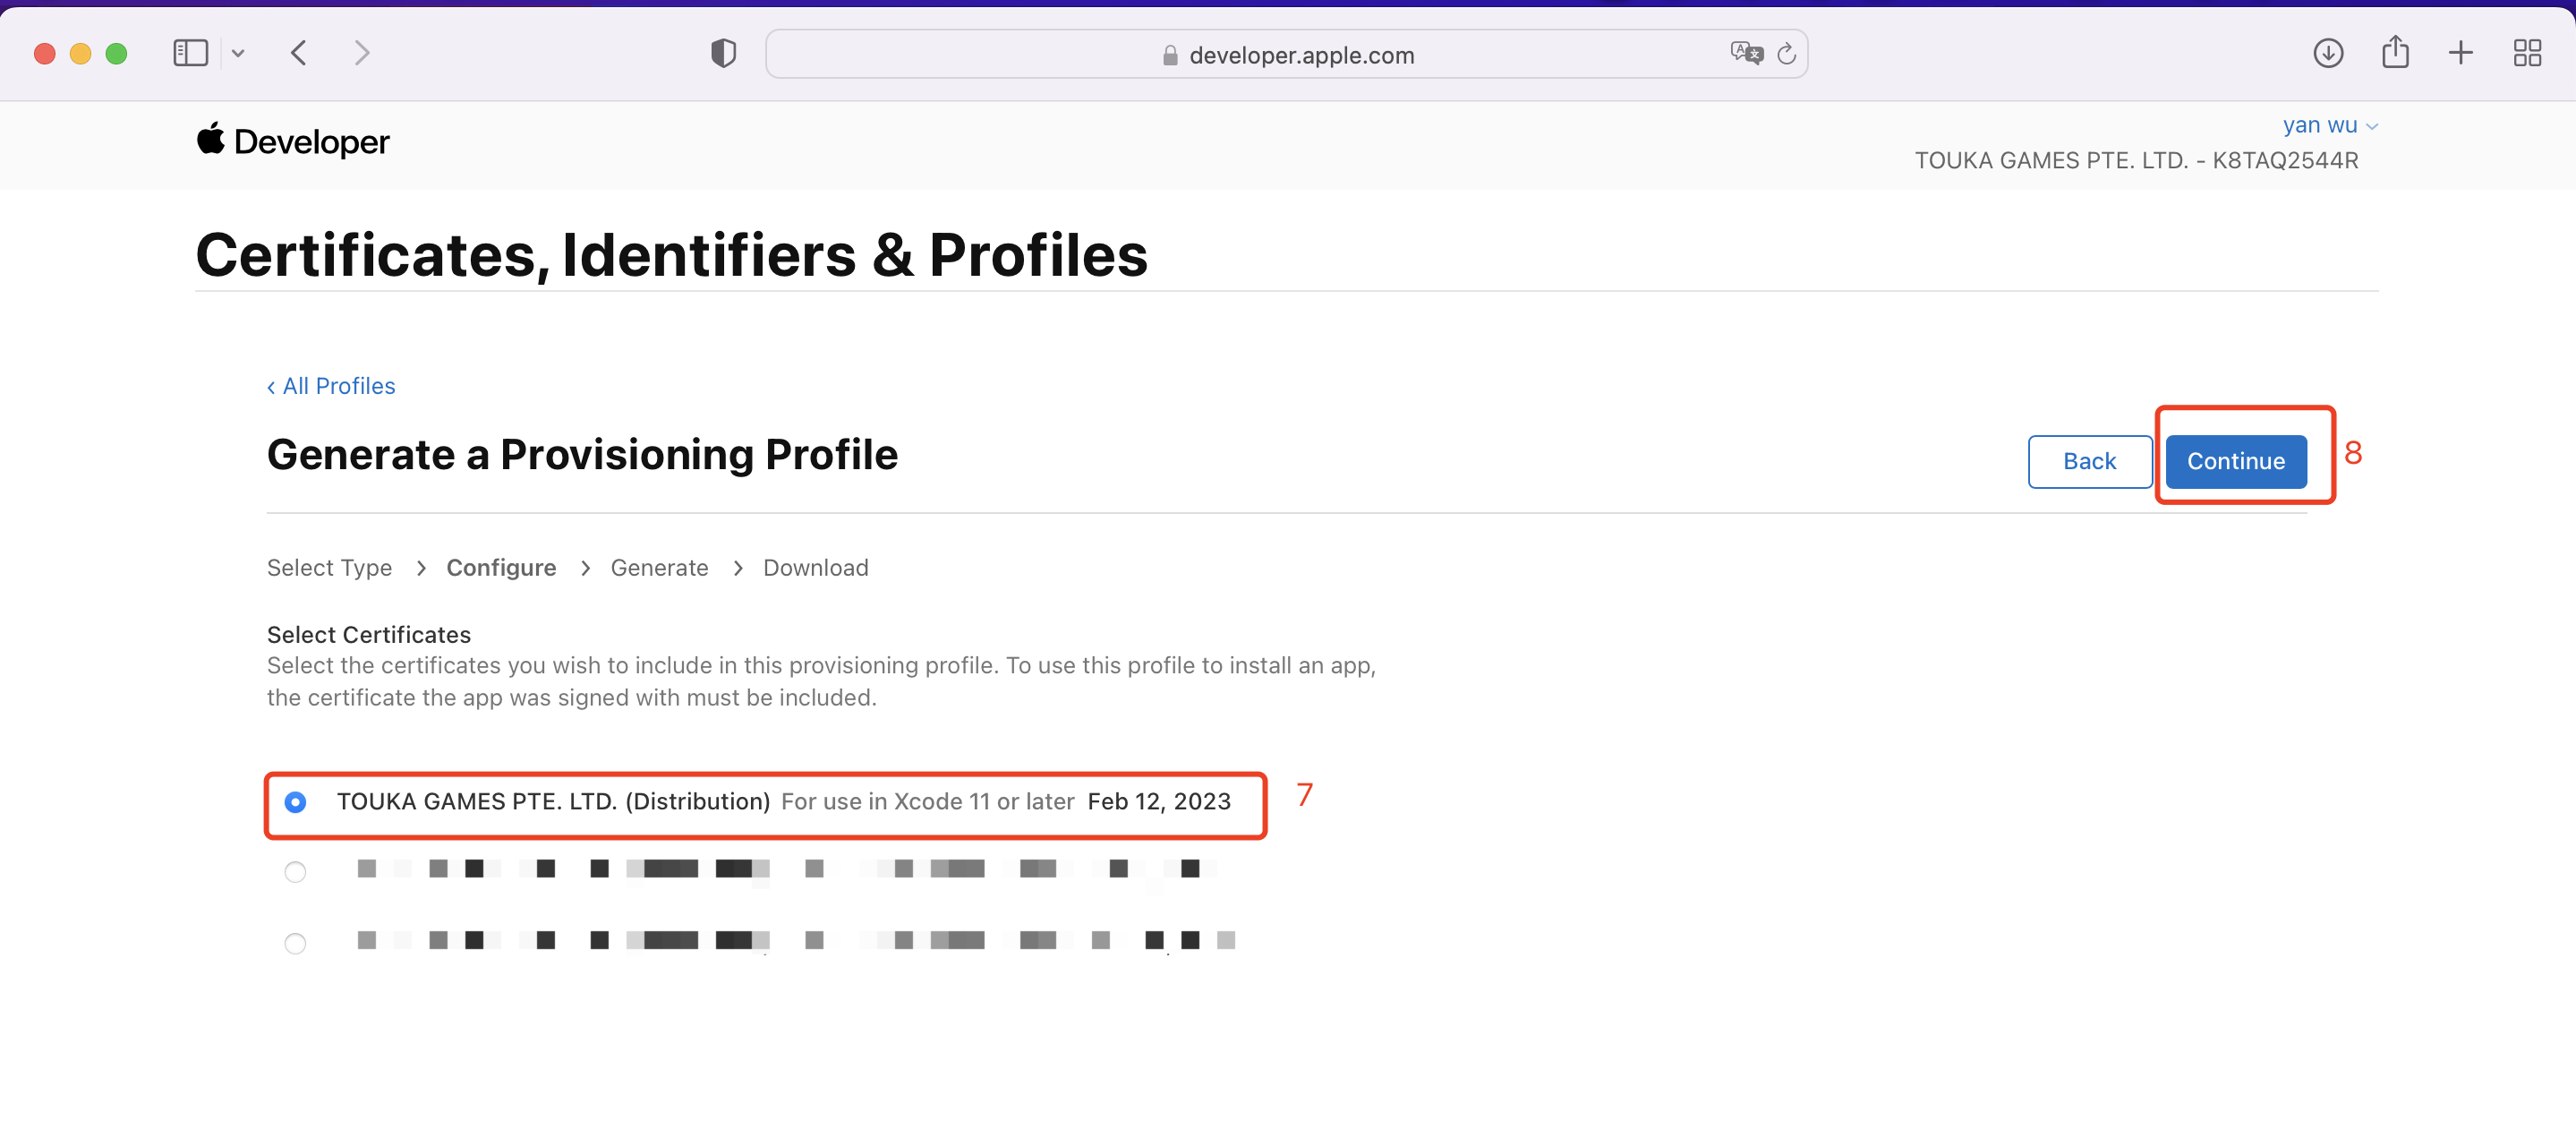 developer.apple.com
Developer
yan wu
TOUKA GAMES PTE. LTD. - K8TAQ2544R
Certificates, Identifiers & Profiles
‹ All Profiles
Generate a Provisioning Profile
Back
Continue
8
Select Type > Configure > Generate > Download
Select Certificates
Select the certificates you wish to include in this provisioning profile. To use this profile to install an app,
the certificate the app was signed with must be included.
TOUKA GAMES PTE. LTD. (Distribution) For use in Xcode 11 or later Feb 12, 2023
7